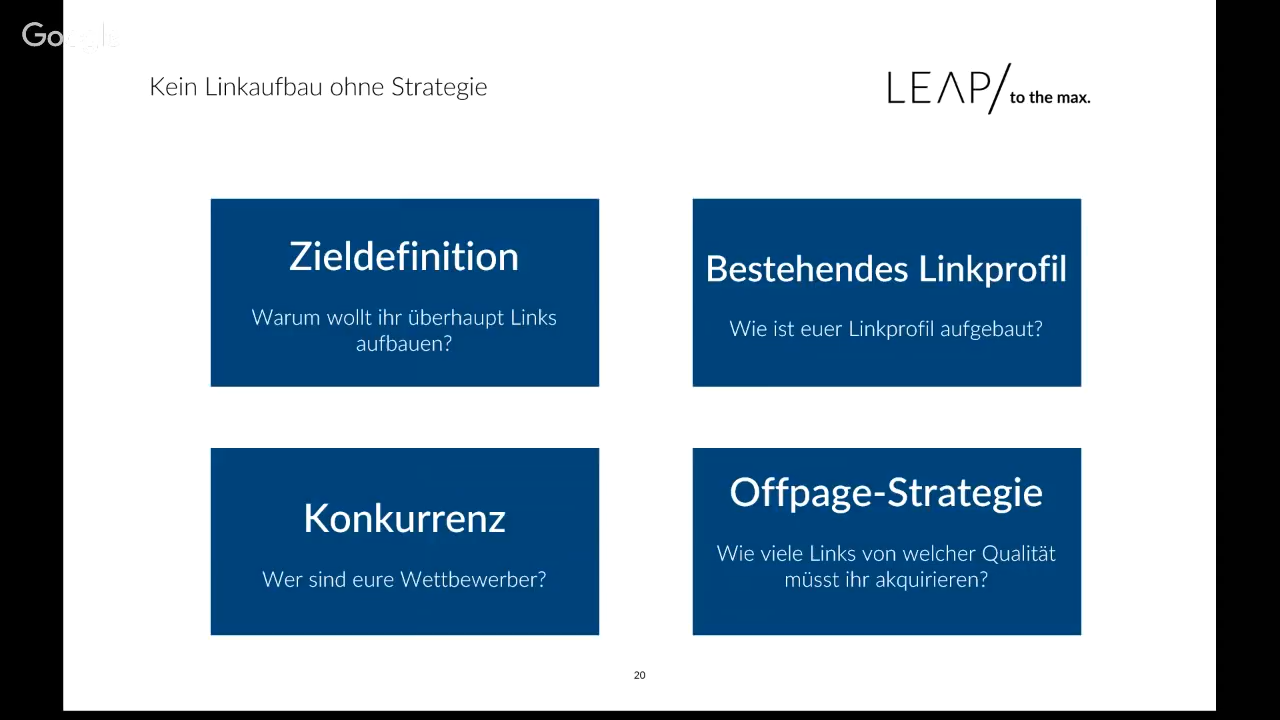 Google
Kein Linkaufbau ohne Strategie
LEAP/ to the max.
Zieldefinition
Warum wollt ihr überhaupt Links
aufbauen?
Bestehendes Linkprofil
Wie ist euer Linkprofil aufgebaut?
Konkurrenz
Wer sind eure Wettbewerber?
Offpage-Strategie
Wie viele Links von welcher Qualität
müsst ihr akquirieren?
20